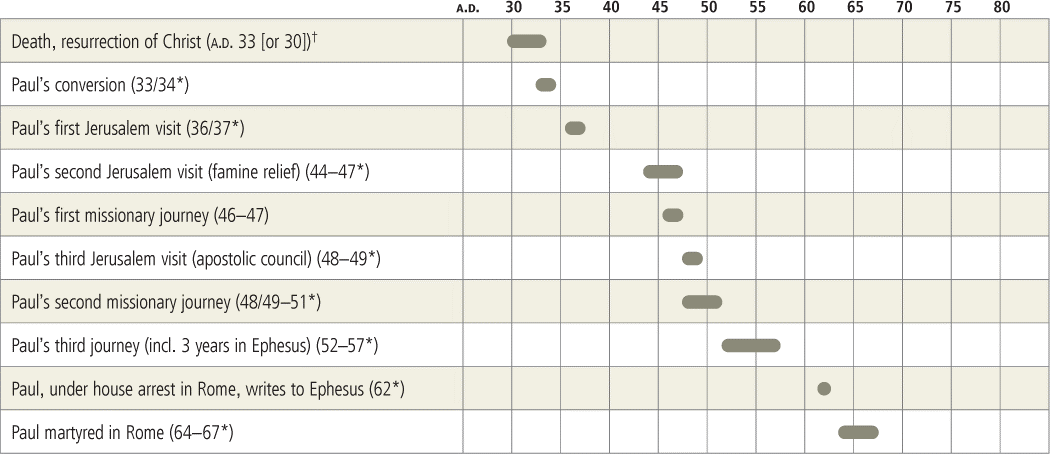 A.D. 30 35 40 45 50 55 60 65 70 75 80
Death, resurrection of Christ (A.D. 33 [or 30])†
Paul’s conversion (33/34*)
Paul’s first Jerusalem visit (36/37*)
Paul’s second Jerusalem visit (famine relief) (44–47*)
Paul’s first missionary journey (46–47)
Paul’s third Jerusalem visit (apostolic council) (48–49*)
Paul’s second missionary journey (48/49–51*)
Paul’s third journey (incl. 3 years in Ephesus) (52–57*)
Paul, under house arrest in Rome, writes to Ephesus (62*)
Paul martyred in Rome (64–67*)